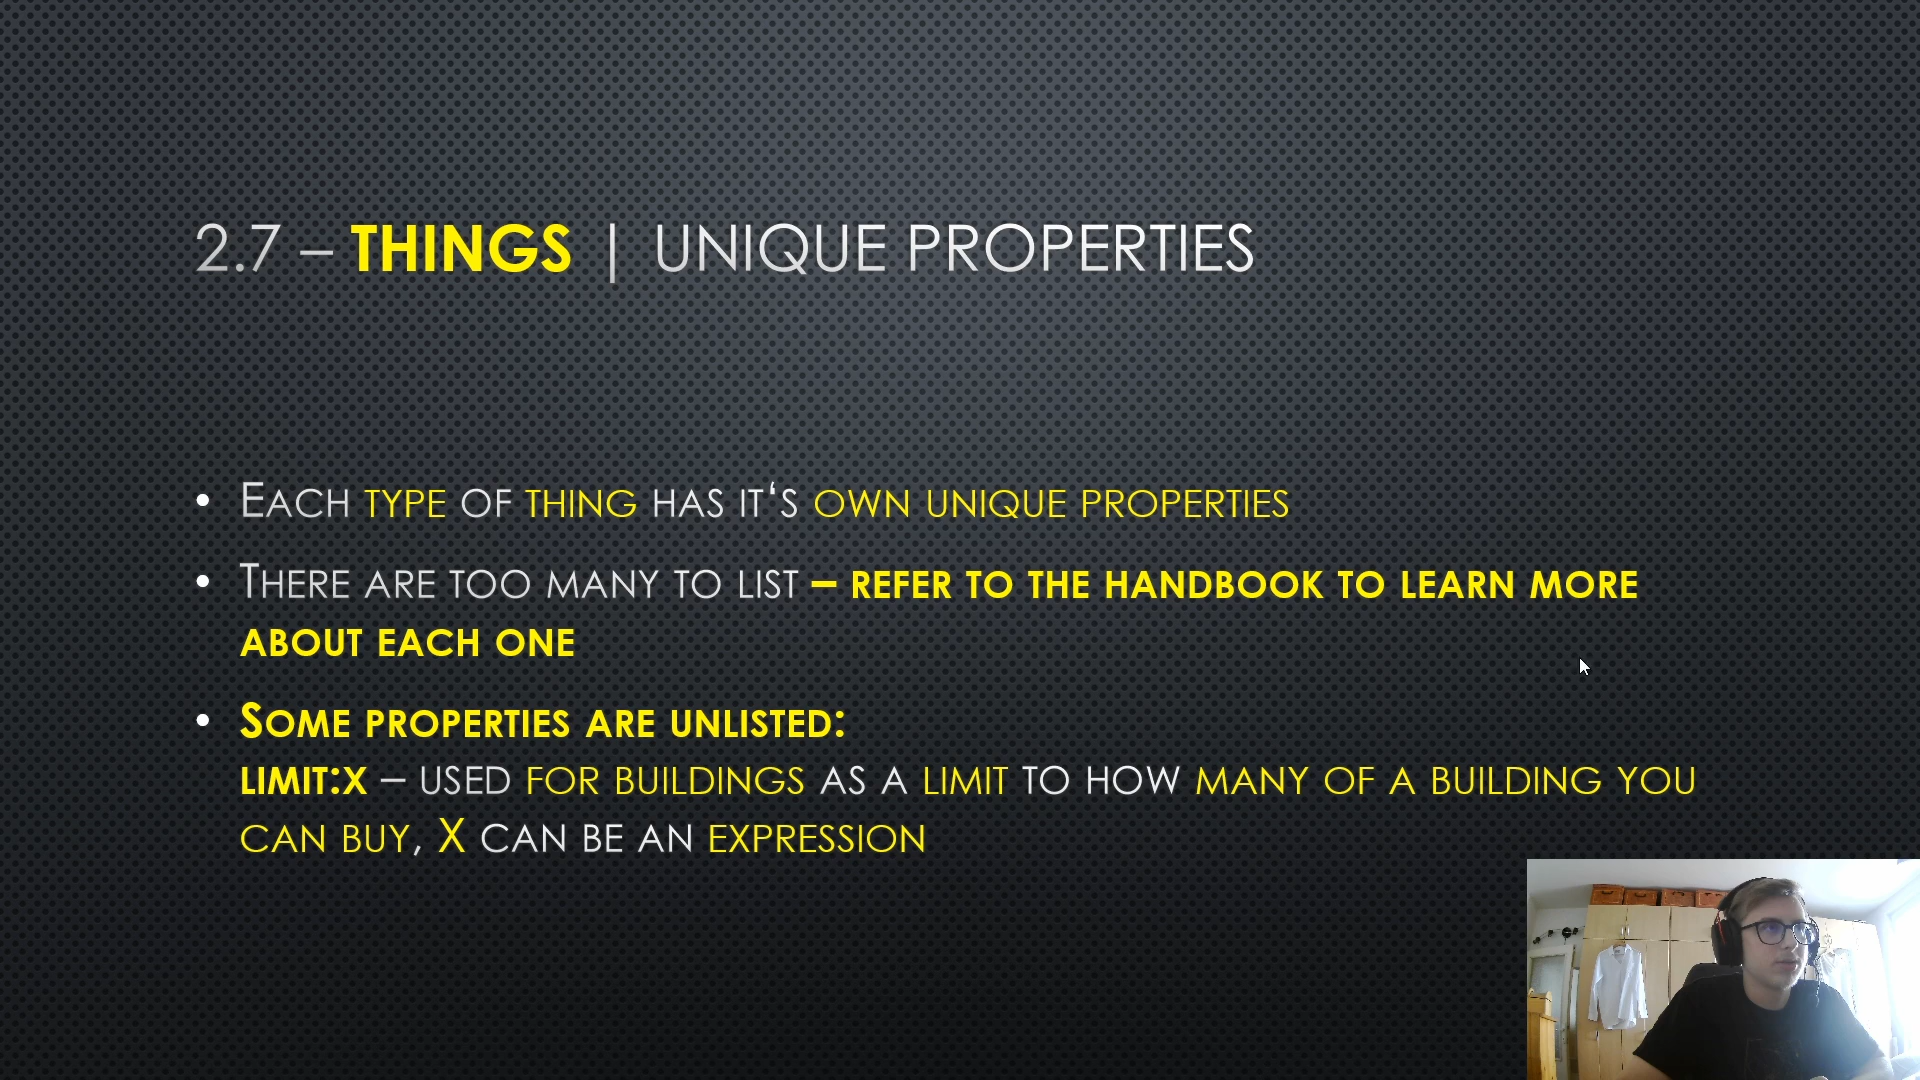 2.7 – THINGS | UNIQUE PROPERTIES
• EACH TYPE OF THING HAS IT‘S OWN UNIQUE PROPERTIES
• THERE ARE TOO MANY TO LIST – REFER TO THE HANDBOOK TO LEARN MORE
ABOUT EACH ONE
• SOME PROPERTIES ARE UNLISTED:
LIMIT:X – USED FOR BUILDINGS AS A LIMIT TO HOW MANY OF A BUILDING YOU
CAN BUY, X CAN BE AN EXPRESSION